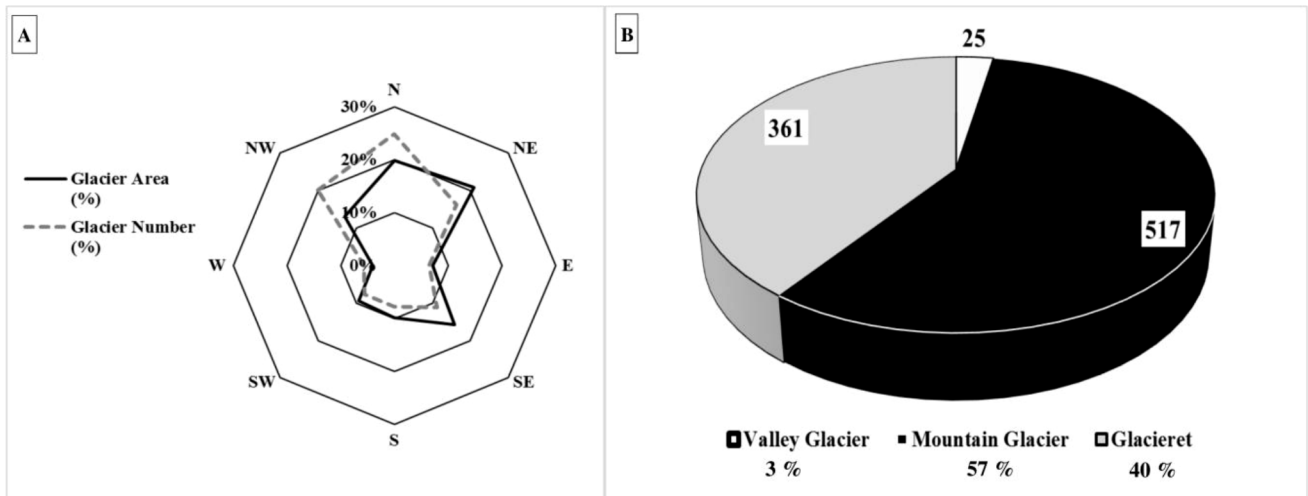 A
N
30%
NW
NE
20%
Glacier Area
(%)
10%
Glacier Number
(%)
W
0%
E
SW
SE
S
B
25
361
517
Valley Glacier
3 %
Mountain Glacier
57 %
Glacieret
40 %